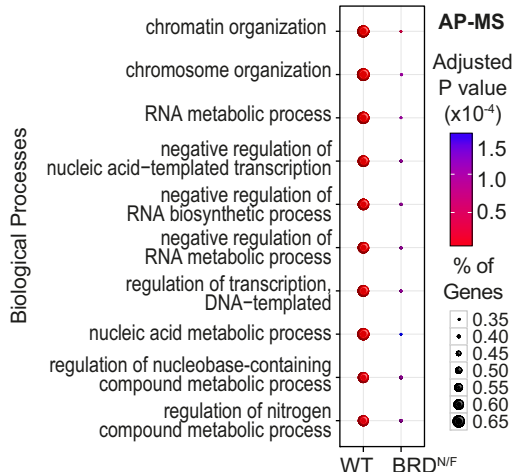 AP-MS
chromatin organization
chromosome organization
RNA metabolic process
negative regulation of
nucleic acid−templated transcription
negative regulation of
RNA biosynthetic process
negative regulation of
RNA metabolic process
regulation of transcription,
DNA−templated
nucleic acid metabolic process
regulation of nucleobase-containing
compound metabolic process
regulation of nitrogen
compound metabolic process
Biological Processes
WT
BRDN/F
Adjusted
P value
(x10-4)
1.5
1.0
0.5
% of
Genes
0.35
0.40
0.45
0.50
0.55
0.60
0.65